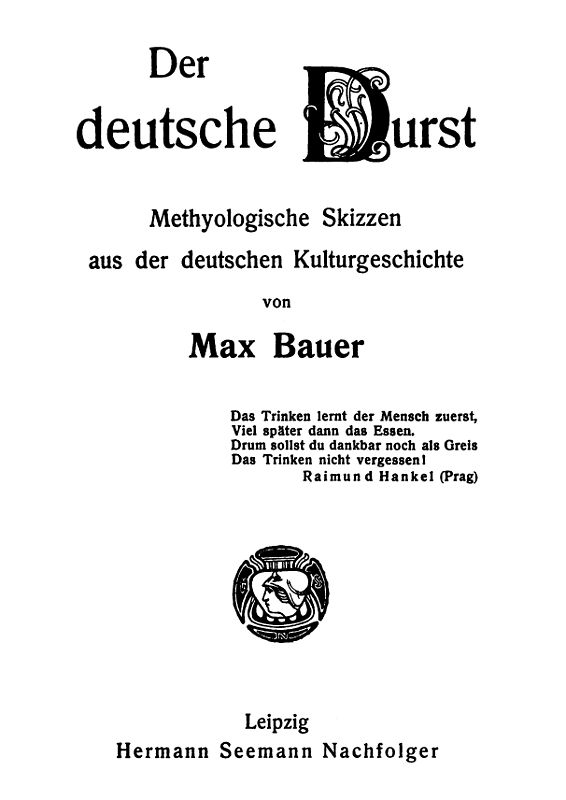 Der
deutsche Durst
Methyologische Skizzen
aus der deutschen Kulturgeschichte
von
Max Bauer
Das Trinken lernt der Mensch zuerst,
Viel später dann das Essen.
Drum sollst du dankbar noch als Greis
Das Trinken nicht vergessen!
Raimund Hankel (Prag)
Leipzig
Hermann Seemann Nachfolger